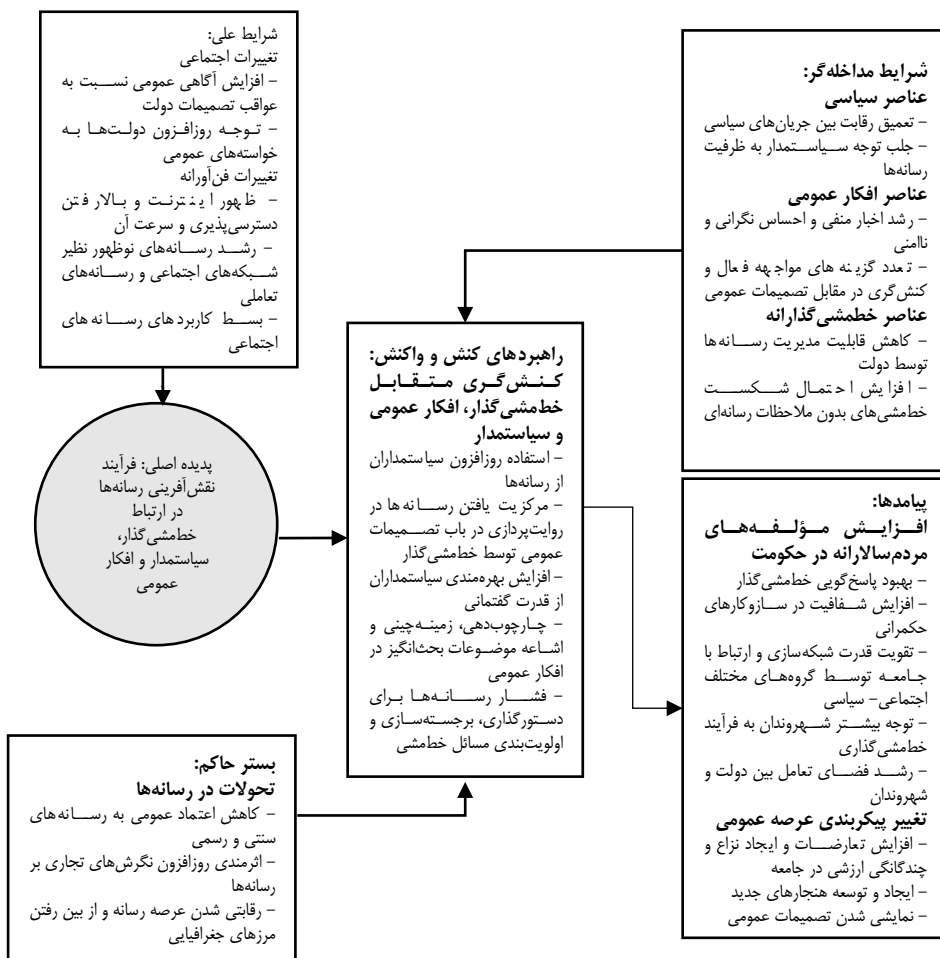 شرایط علی:
تغییرات اجتماعی
- افزایش آگاهی عمومی نسبت به
عواقب تصمیمات دولت
- توجه روزافزون دولت‌ها به
خواسته‌های عمومی
تغییرات فن‌آورانه
- ظهور اینترنت و بالا رفتن
دسترسی‌پذیری و سرعت آن
- رشد رسانه‌های نوظهور نظیر
شبکه‌های اجتماعی و رسانه‌های
تعاملی
- بسط کاربردهای رسانه‌های
اجتماعی
شرایط مداخله‌گر:
عناصر سیاسی
- تعمیق رقابت بین جریان‌های سیاسی
- جلب توجه سیاستمدار به ظرفیت
رسانه‌ها
عناصر افکار عمومی
- رشد اخبار منفی و احساس نگرانی و
ناامنی
- تعدد گزینه های مواجهه فعال و
کنش‌گری در مقابل تصمیمات عمومی
عناصر خط‌مشی‌گذارانه
- کاهش قابلیت مدیریت رسانه‌ها
توسط دولت
- افزایش احتمال شکست
خط‌مشی‌های بدون ملاحظات رسانه‌ای
پدیده اصلی: فرآیند
نقش‌آفرینی رسانه‌ها
در ارتباط
خط‌مشی‌گذار،
سیاستمدار و افکار
عمومی
راهبردهای کنش و واکنش:
کنش‌گری متقابل
خط‌مشی‌گذار، افکار عمومی
و سیاستمدار
- استفاده روزافزون سیاستمداران
از رسانه‌ها
- مرکزیت یافتن رسانه‌ها در
روایت‌پردازی در باب تصمیمات
عمومی توسط خط‌مشی‌گذار
- افزایش بهره‌مندی سیاستمداران
از قدرت گفتمانی
- چارچوب‌دهی، زمینه‌چینی و
اشاعه موضوعات بحث‌انگیز در
افکار عمومی
- فشار رسانه‌ها برای
دستورگذاری، برجسته‌سازی و
اولویت‌بندی مسائل خط‌مشی
پیامدها:
افزایش مؤلفه‌های
مردم‌سالارانه در حکومت
- بهبود پاسخ‌گویی خط‌مشی‌گذار
- افزایش شفافیت در سازوکارهای
حکمرانی
- تقویت قدرت شبکه‌سازی و ارتباط با
جامعه توسط گروه‌های مختلف
اجتماعی- سیاسی
- توجه بیشتر شهروندان به فرآیند
خط‌مشی‌گذاری
- رشد فضای تعامل بین دولت و
شهروندان
تغییر پیکربندی عرصه عمومی
- افزایش تعارضات و ایجاد نزاع و
چندگانگی ارزشی در جامعه
- ایجاد و توسعه هنجارهای جدید
- نمایشی شدن تصمیمات عمومی
بستر حاکم:
تحولات در رسانه‌ها
- کاهش اعتماد عمومی به رسانه‌های
سنتی و رسمی
- اثرمندی روزافزون نگرش‌های تجاری بر
رسانه‌ها
- رقابتی شدن عرصه رسانه و از بین رفتن
مرزهای جغرافیایی